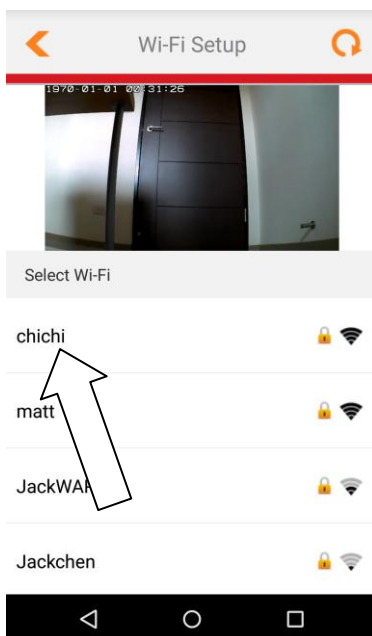 Wi-Fi Setup
1970-01-01 00:31:26
Select Wi-Fi
chichi
matt
Jackchen